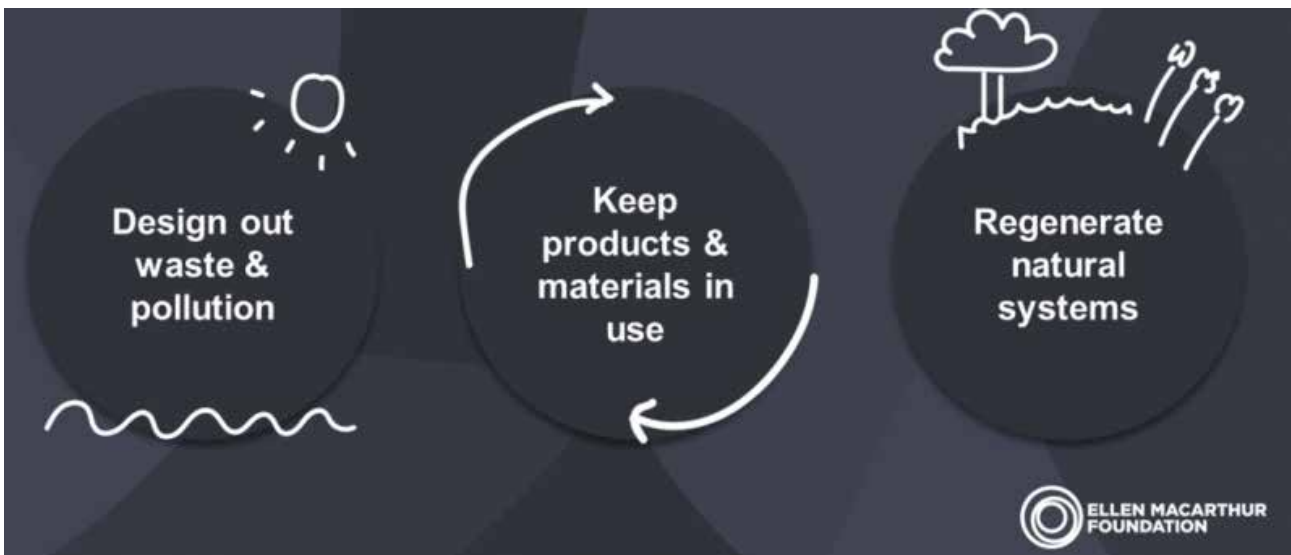 Design out
waste &
pollution
Keep
products &
materials in
use
Regenerate
natural
systems
ELLEN MACARTHUR
FOUNDATION